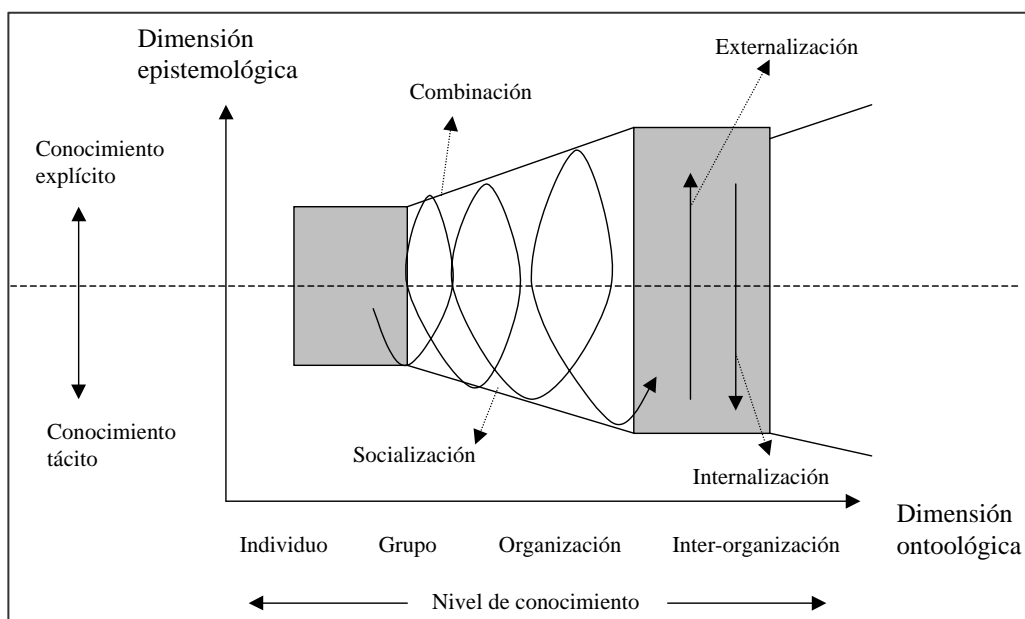 Dimensión
epistemológica
Externalización
Combinación
Conocimiento
explícito
Conocimiento
tácito
Socialización
Internalización
Dimensión
ontoológica
Individuo
Grupo
Organización
Inter-organización
Nivel de conocimiento